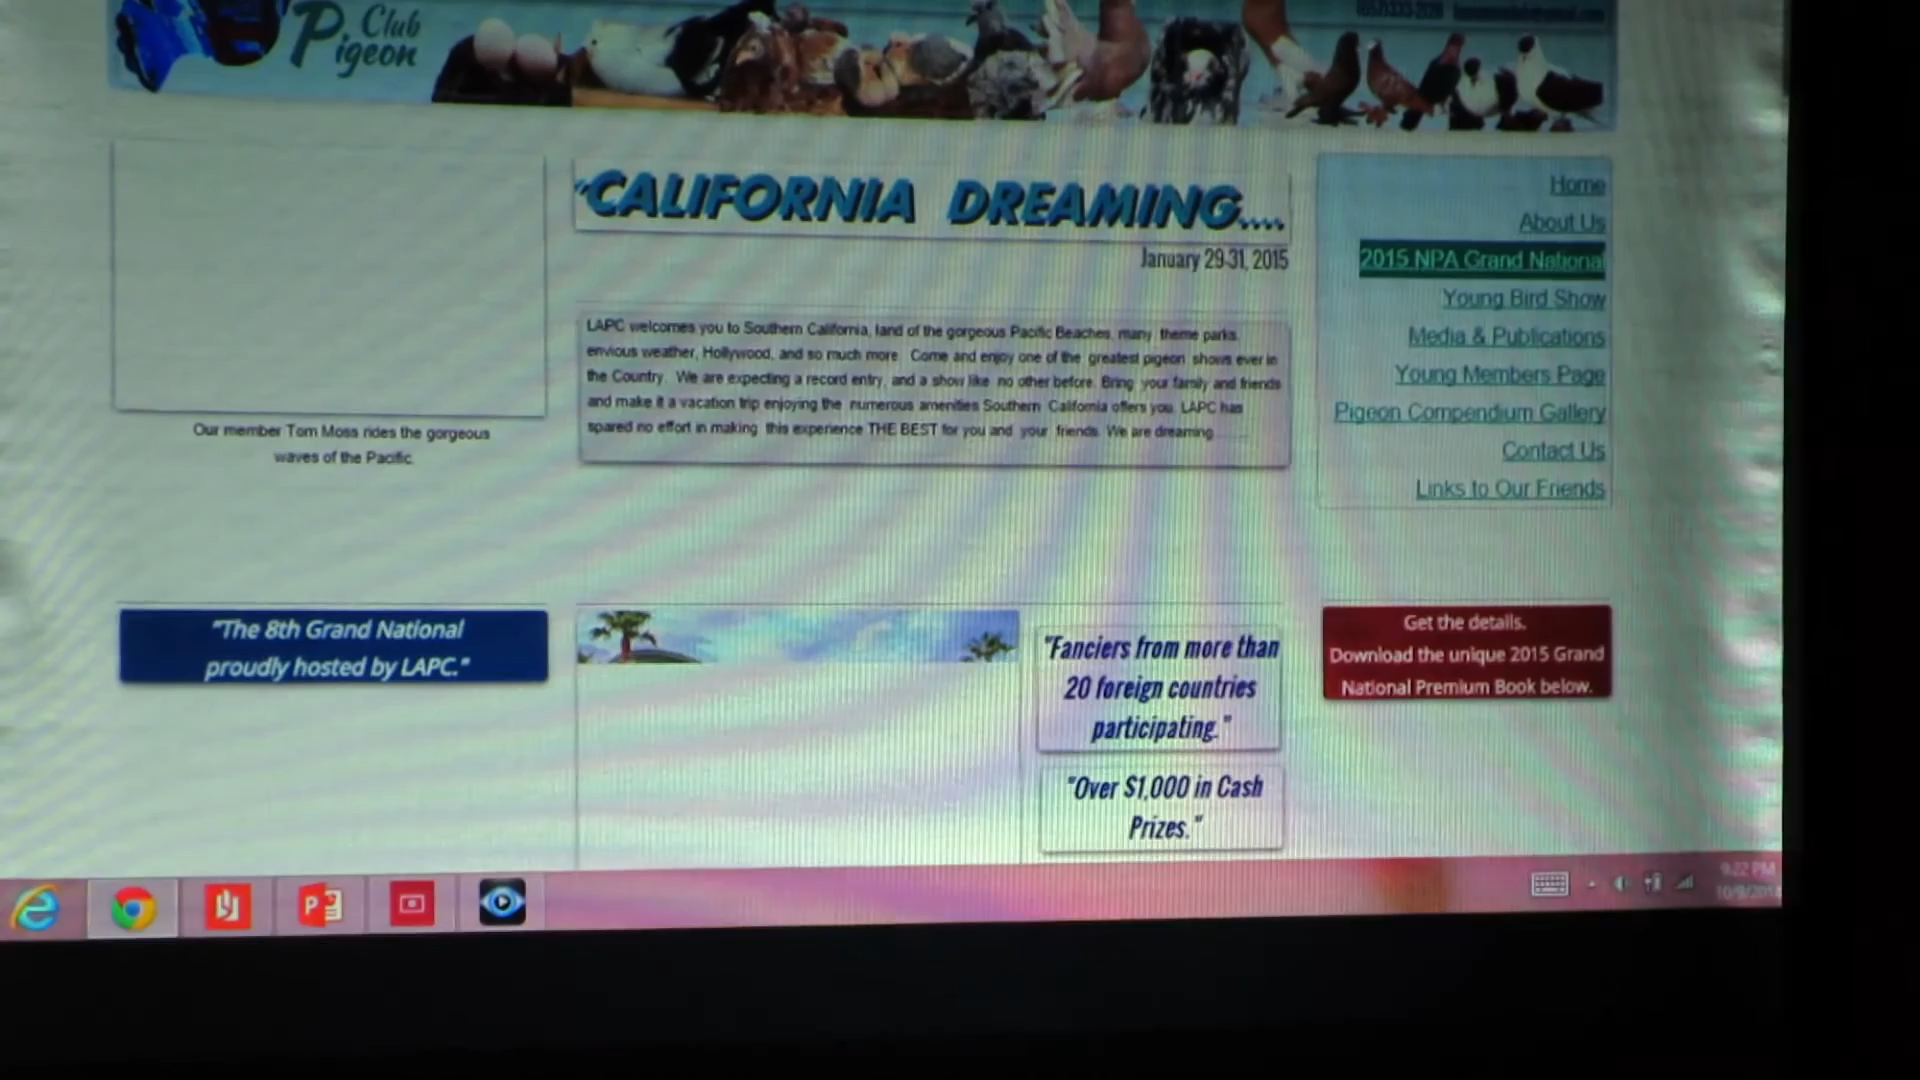 Club
Pigeon
"CALIFORNIA DREAMING....
January 29-31, 2015
LAPC welcomes you to Southern California, land of the gorgeous Pacific Beaches, many theme parks,
envious weather, Hollywood, and so much more. Come and enjoy one of the greatest pigeon shows ever in
the Country. We are expecting a record entry, and a show like no other before. Bring your family and friends
and make it a vacation trip enjoying the numerous amenities Southern California offers you. LAPC has
spared no effort in making this experience THE BEST for you and your friends. We are dreaming..........
Our member Tom Moss rides the gorgeous
waves of the Pacific.
Home
About Us
2015 NPA Grand National
Young Bird Show
Media & Publications
Young Members Page
Pigeon Compendium Gallery
Contact Us
Links to Our Friends
"The 8th Grand National
proudly hosted by LAPC."
"Fanciers from more than
20 foreign countries
participating."
"Over $1,000 in Cash
Prizes."
Get the details.
Download the unique 2015 Grand
National Premium Book below.
9:22 PM